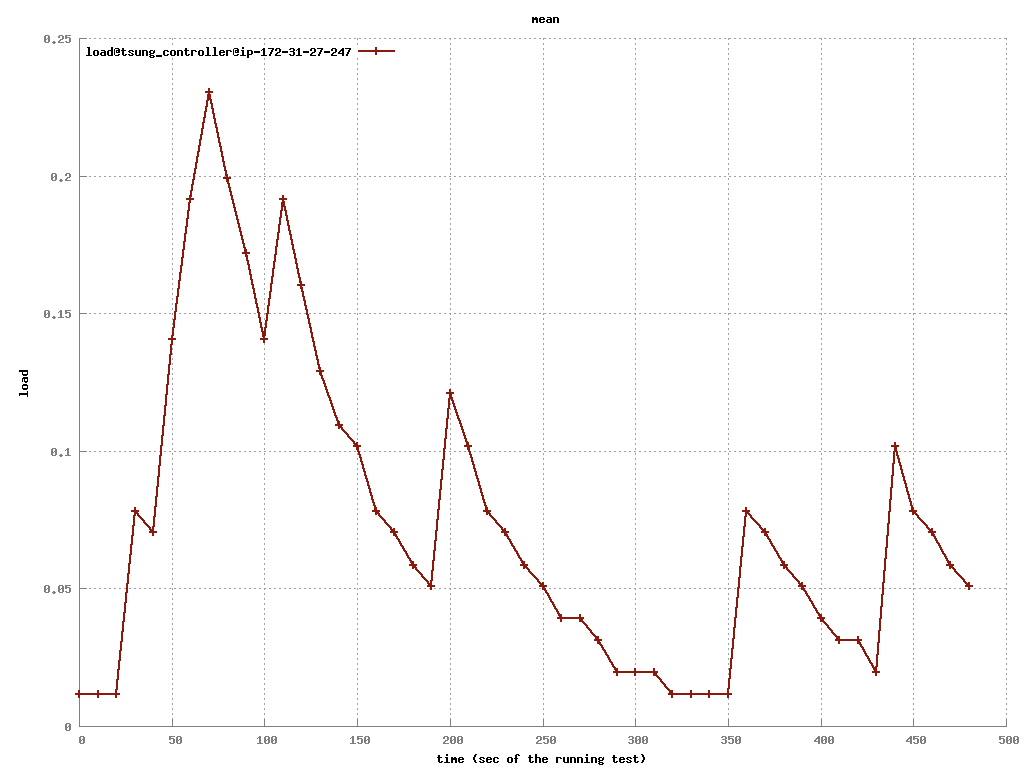 mean
0.25
load@tsung_controller@ip-172-31-27-247
0.2
0.15
load
0.1
0.05
0
0 50 100 150 200 250 300 350 400 450 500
time (sec of the running test)